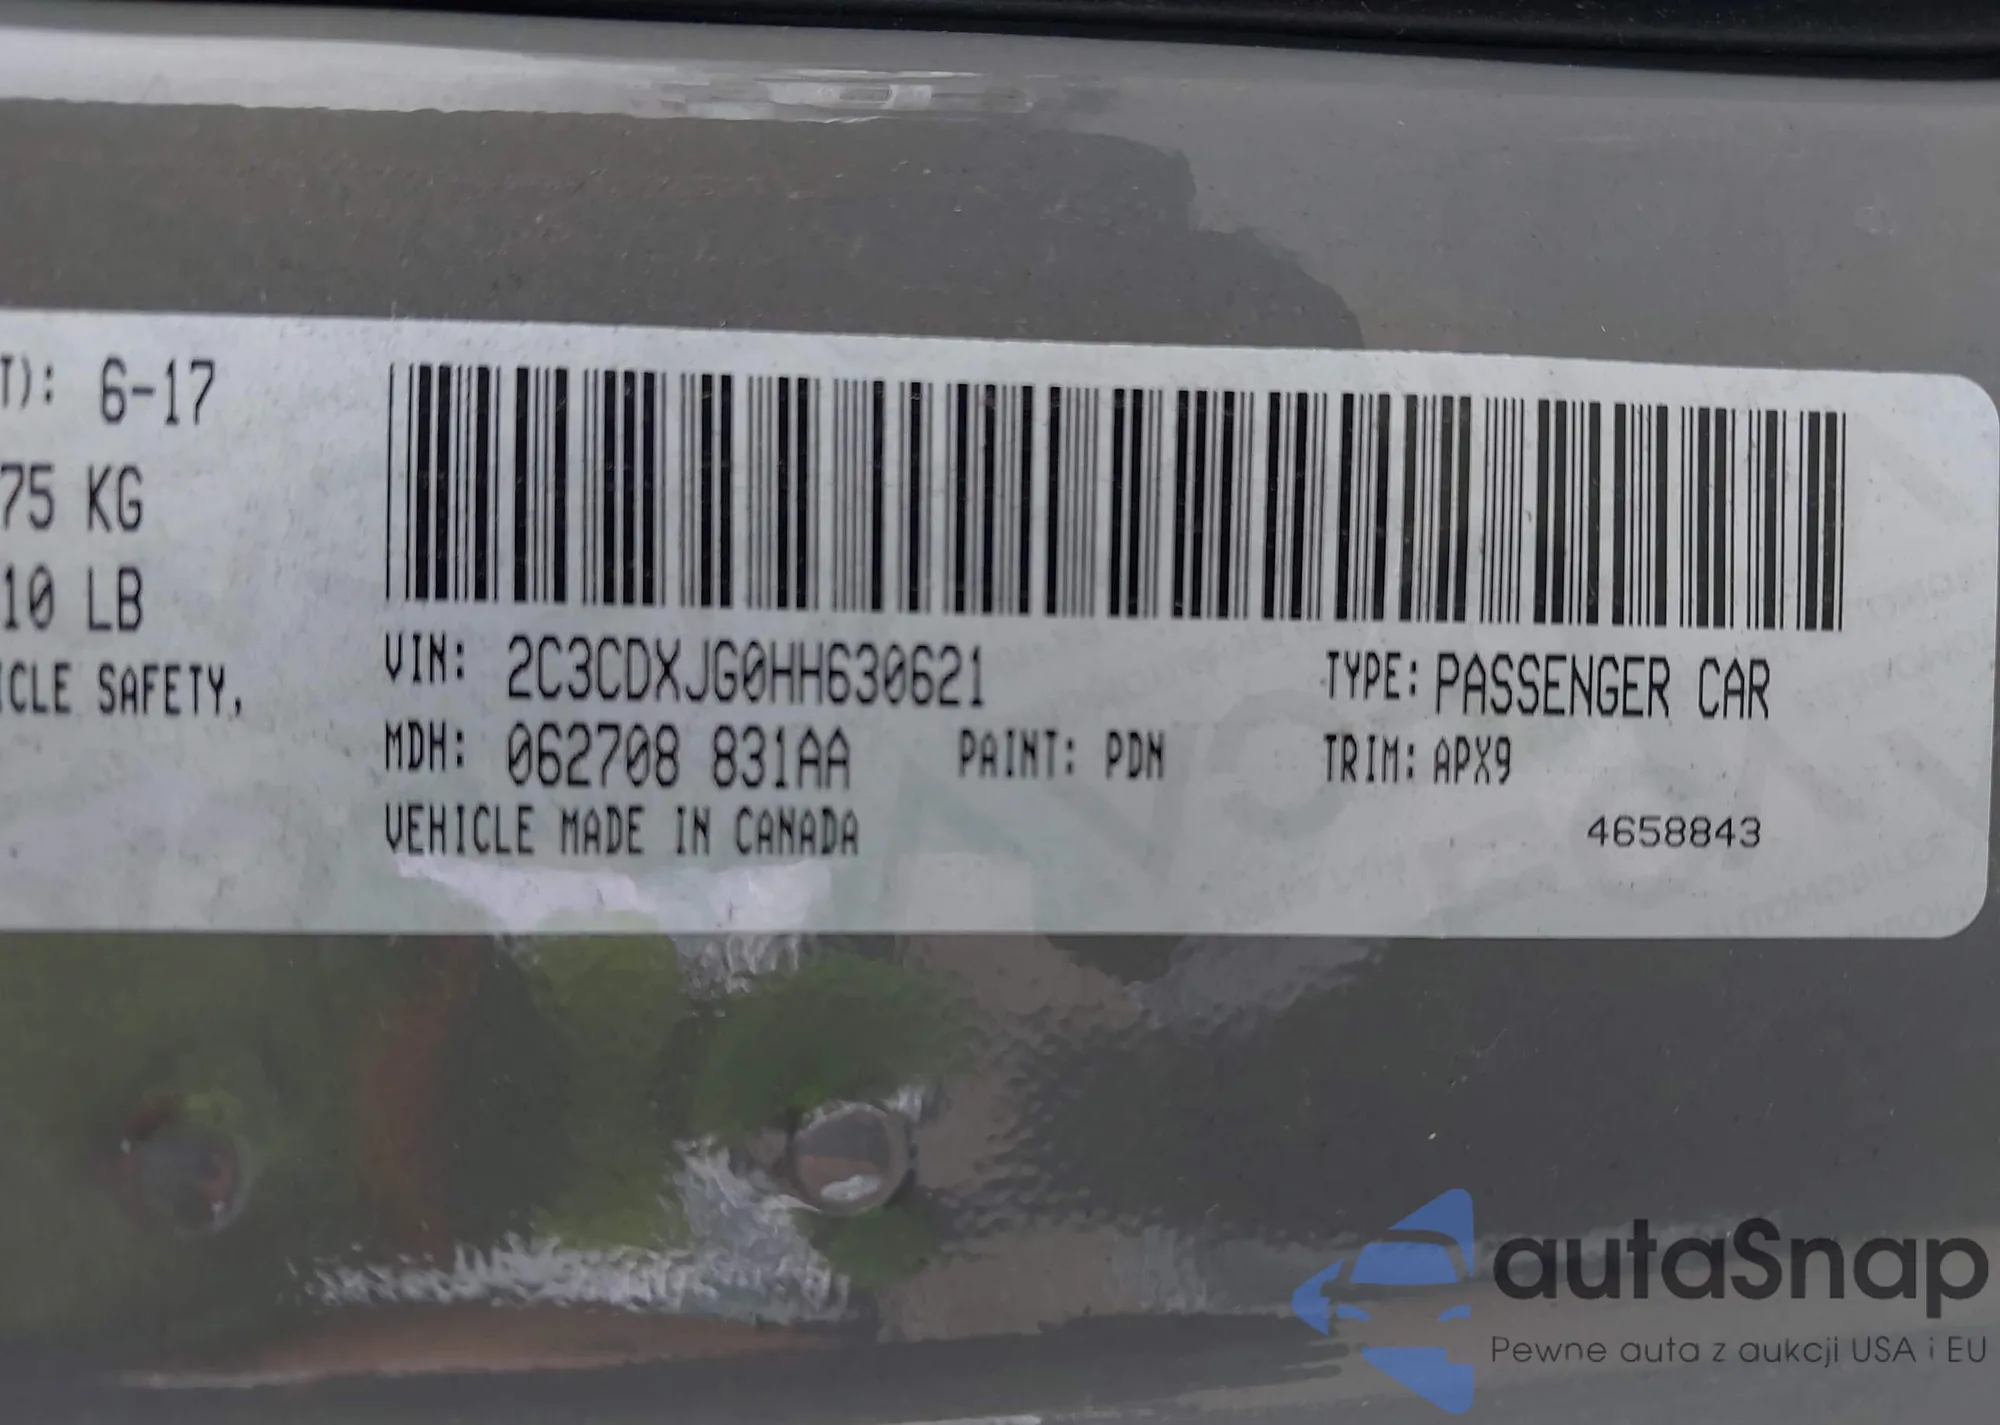 T): 6-17
75 KG
10 LB
ICLE SAFETY,
VIN: 2C3CDXJG0HH630621
TYPE: PASSENGER CAR
MDH: 062708 831AA
PAINT: PDN
TRIM: APX9
VEHICLE MADE IN CANADA
4658843
autaSnap
Pewne auta z aukcji USA i EU